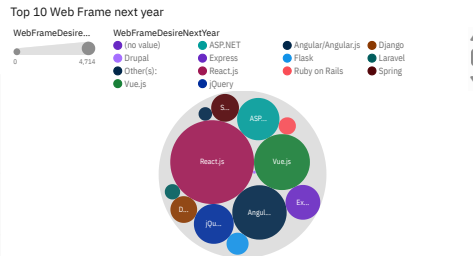 Top 10 Web Frame next year
WebFrameDesire...
0 4,714
WebFrameDesireNextYear
(no value) ASP.NET Angular/Angular.js Django
Drupal Express Flask Laravel
Other(s): React.js Ruby on Rails Spring
Vue.js jQuery
S...
ASP...
React.js
Vue.js
Ex...
D...
jQu...
Angul...